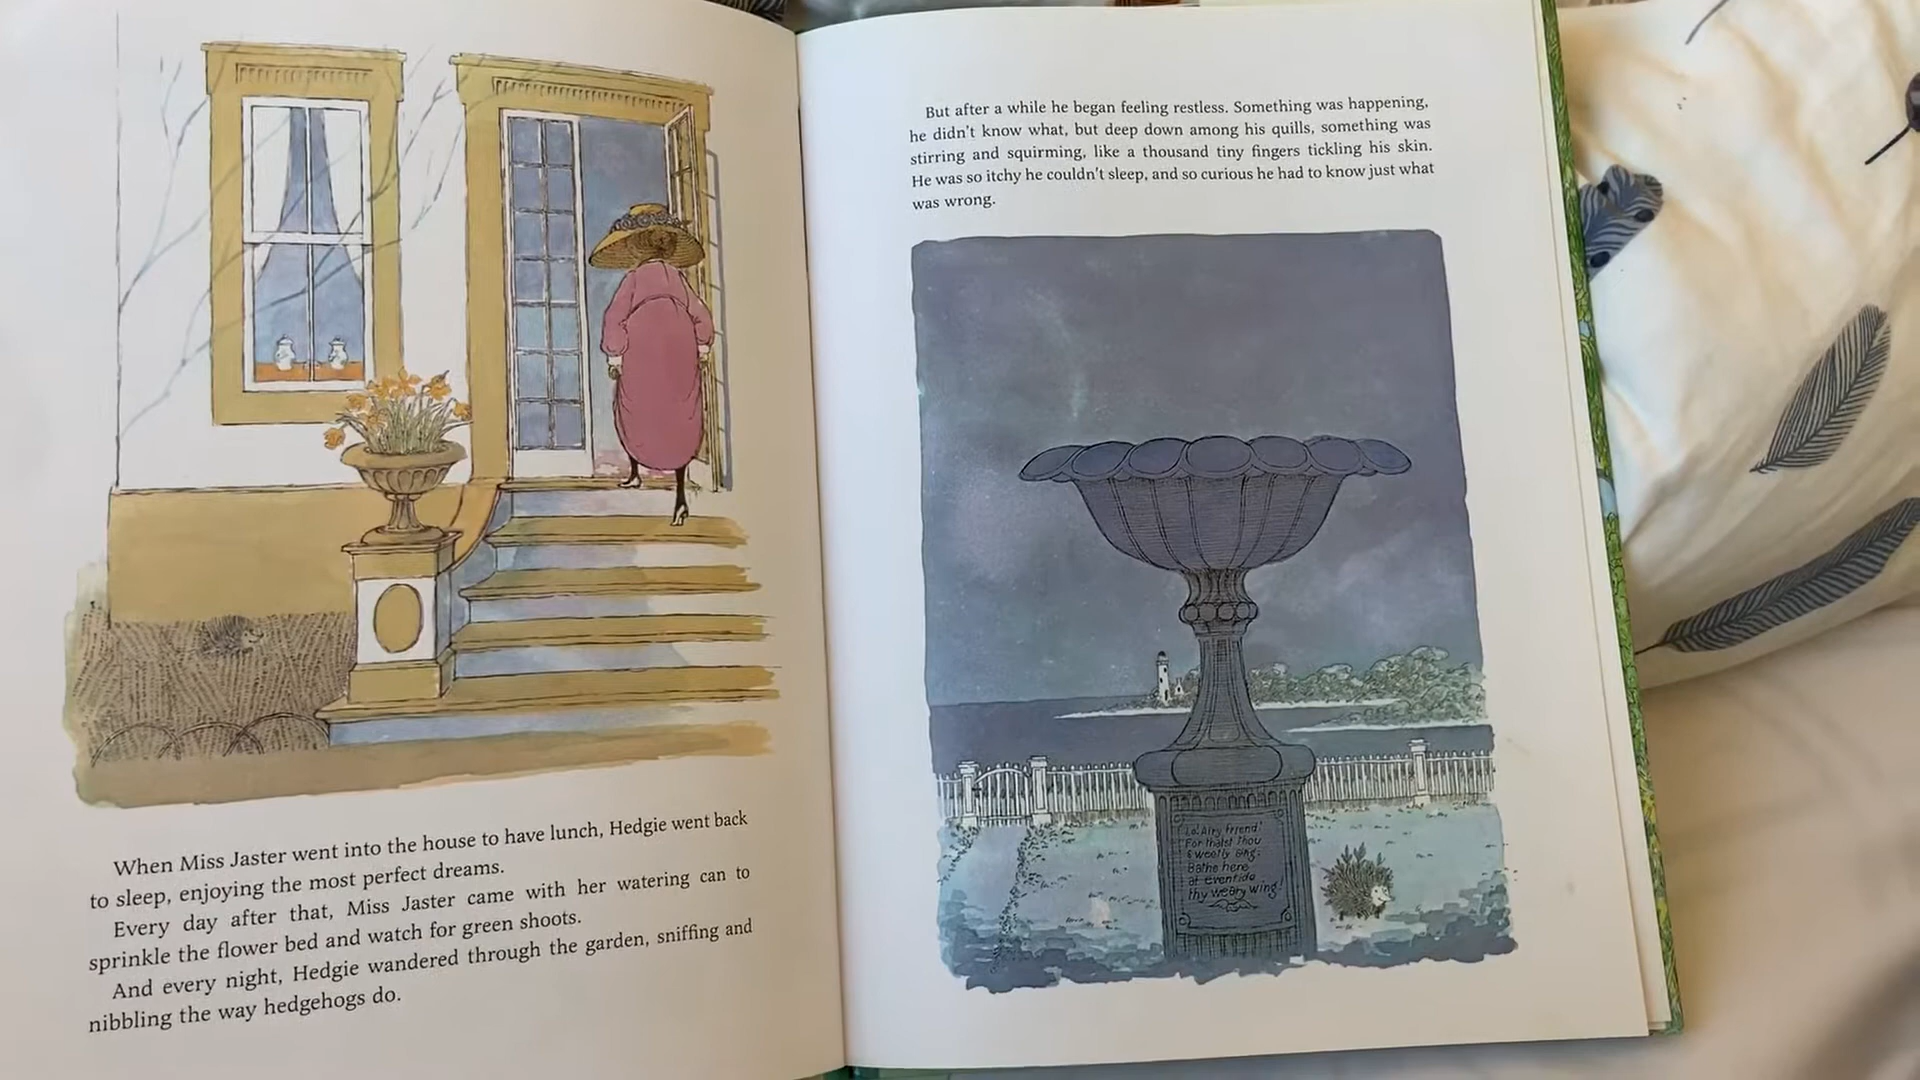 When Miss Jaster went into the house to have lunch, Hedgie went back
to sleep, enjoying the most perfect dreams.
Every day after that, Miss Jaster came with her watering can to
sprinkle the flower bed and watch for green shoots.
And every night, Hedgie wandered through the garden, sniffing and
nibbling the way hedgehogs do.
But after a while he began feeling restless. Something was happening,
he didn't know what, but deep down among his quills, something was
stirring and squirming, like a thousand tiny fingers tickling his skin.
He was so itchy he couldn't sleep, and so curious he had to know just what
was wrong.
Lo! Airy Friend!
For thou
Sweetly sing;
Bathe here
at eventide
thy weary wing!